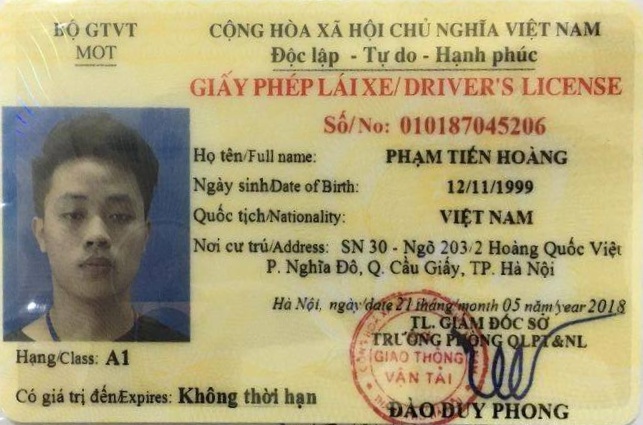 BỘ GTVT
MOT
CỘNG HÒA XÃ HỘI CHỦ NGHĨA VIỆT NAM
Độc lập - Tự do - Hạnh phúc
GIẤY PHÉP LÁI XE/DRIVER'S LICENSE
Số/No: 010187045206
Họ tên/Full name: PHẠM TIẾN HOÀNG
Ngày sinh/Date of Birth: 12/11/1999
Quốc tịch/Nationality: VIỆT NAM
Nơi cư trú/Address: SN 30 - Ngõ 203/2 Hoàng Quốc Việt
P. Nghĩa Đô, Q. Cầu Giấy, TP. Hà Nội
Hà Nội, ngày/date 21 tháng/month 05 năm/year 2018
TL. GIÁM ĐỐC SỞ
TRƯỞNG PHÒNG QLPT&NL
GIAO THÔNG
VẬN TẢI
Hạng/Class: A1
Có giá trị đến/Expires: Không thời hạn
ĐÀO DUY PHONG